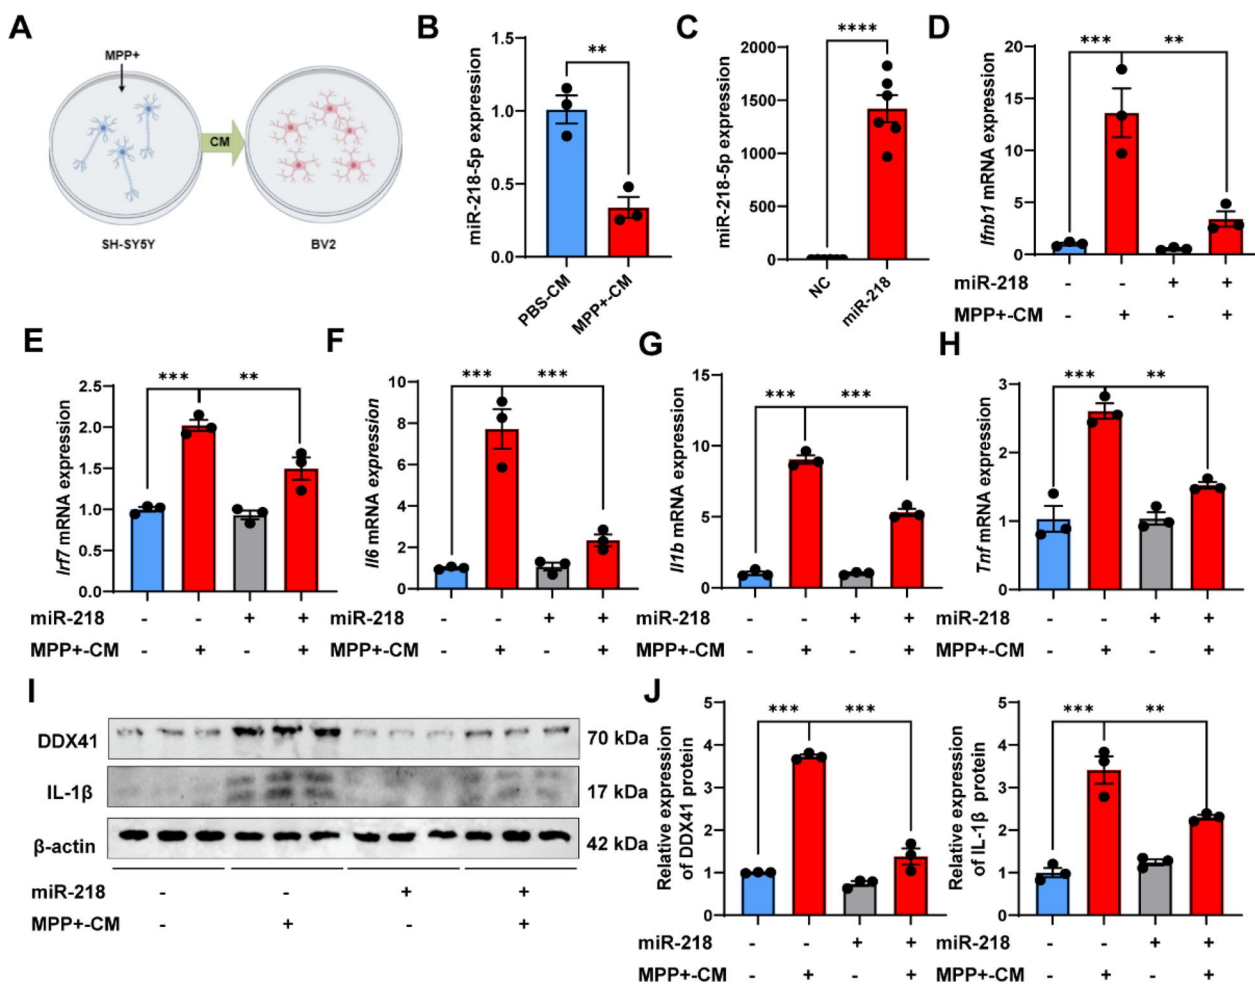 A
MPP+
CM
SH-SY5Y
BV2
B
miR-218-5p expression
1.5
1.0
0.5
0.0
**
PBS-CM
MPP+-CM
C
miR-218-5p expression
2000
1500
1000
500
0
****
NC
miR-218
D
Ifnb1 mRNA expression
20
15
10
5
0
*** **
miR-218 - - + +
MPP+-CM - + - +
E
Irf7 mRNA expression
2.5
2.0
1.5
1.0
0.5
0.0
*** **
miR-218 - - + +
MPP+-CM - + - +
F
Il6 mRNA expression
10
8
6
4
2
0
*** ***
miR-218 - - + +
MPP+-CM - + - +
G
Il1b mRNA expression
15
10
5
0
*** ***
miR-218 - - + +
MPP+-CM - + - +
H
Tnf mRNA expression
3
2
1
0
*** **
miR-218 - - + +
MPP+-CM - + - +
I
DDX41 70 kDa
IL-1β 17 kDa
β-actin 42 kDa
miR-218 - - + +
MPP+-CM - + - +
J
Relative expression
of DDX41 protein
5
4
3
2
1
0
*** ***
miR-218 - - + +
MPP+-CM - + - +
Relative expression
of IL-1β protein
5
4
3
2
1
0
*** **
miR-218 - - + +
MPP+-CM - + - +